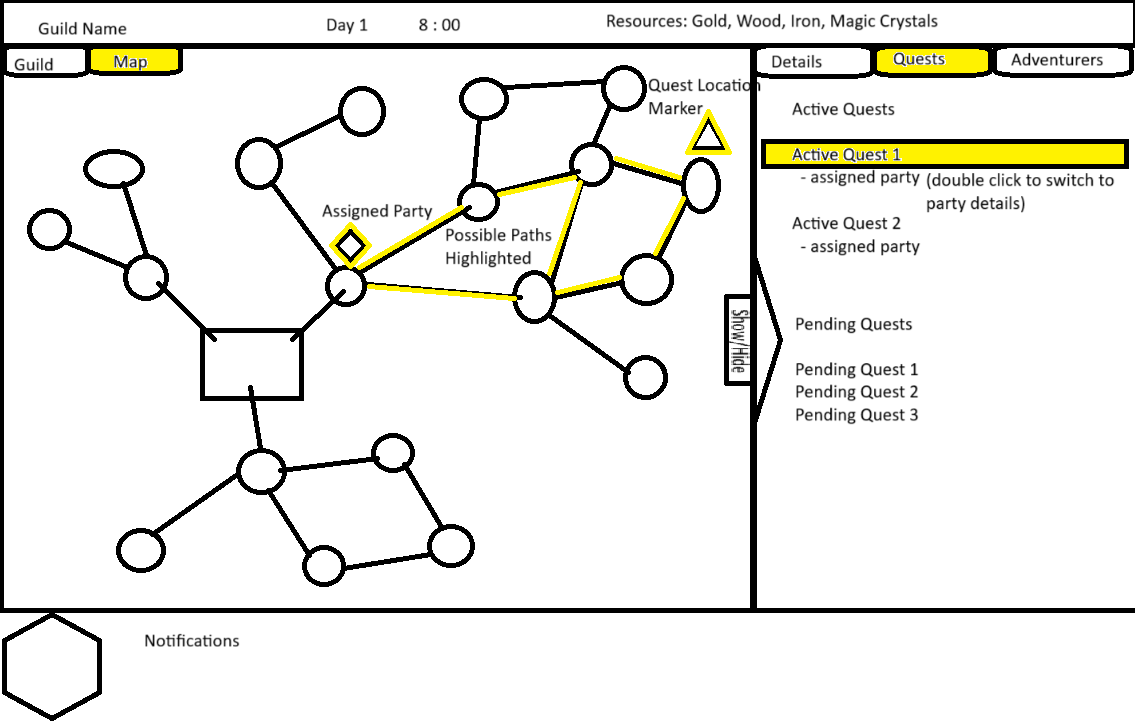 Guild Name
Day 1
8 : 00
Resources: Gold, Wood, Iron, Magic Crystals
Guild
Map
Details
Quests
Adventurers
Quest Location
Marker
Assigned Party
Possible Paths
Highlighted
Show/Hide
Active Quests
Active Quest 1
- assigned party
(double click to switch to
party details)
Active Quest 2
- assigned party
Pending Quests
Pending Quest 1
Pending Quest 2
Pending Quest 3
Notifications